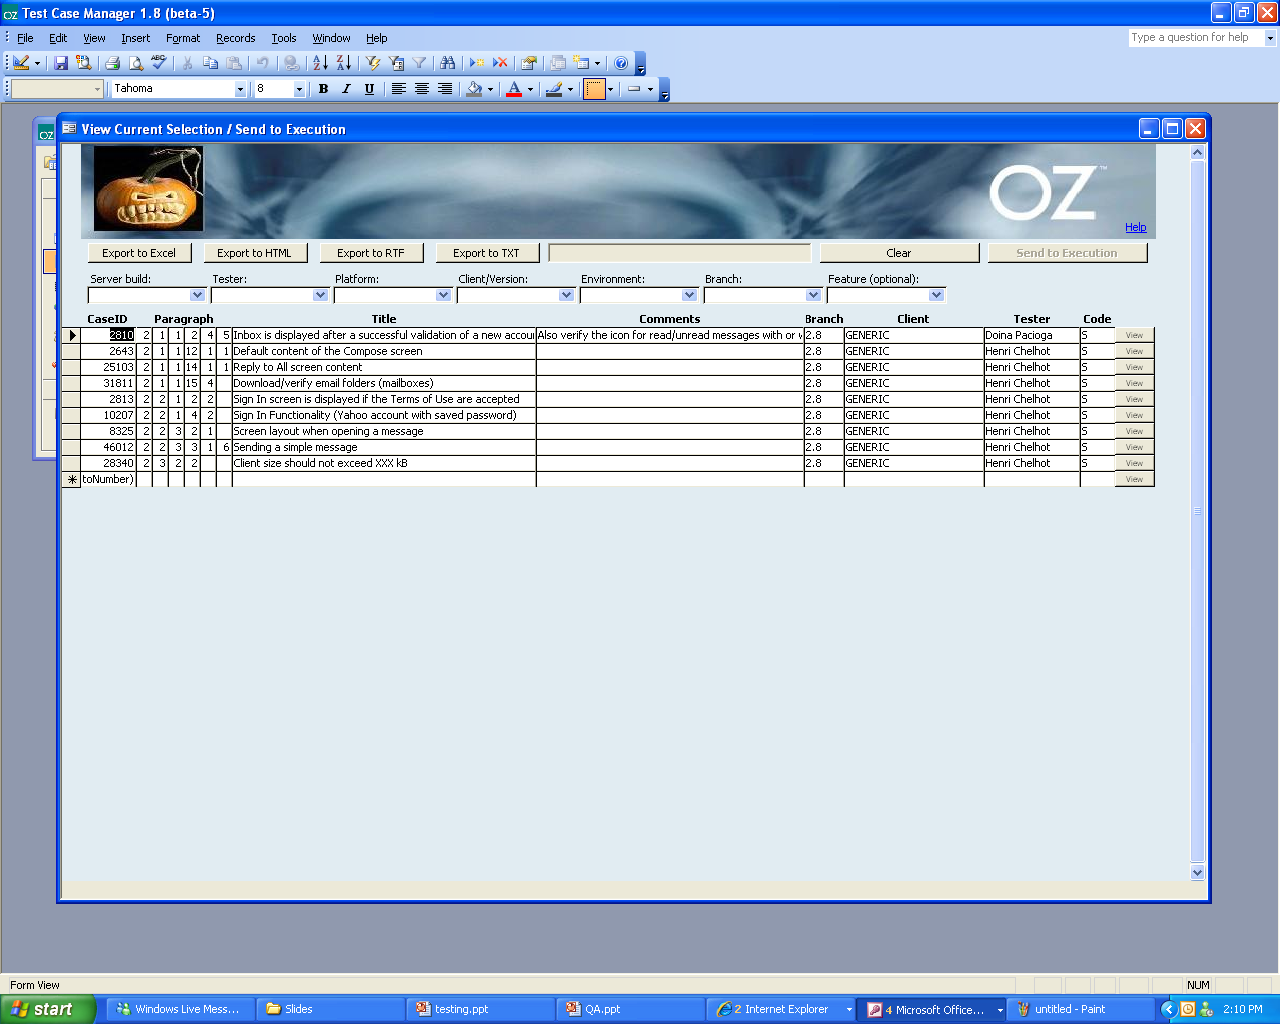 OZ Test Case Manager 1.8 (beta-5)
File Edit View Insert Format Records Tools Window Help
Type a question for help
Tahoma 8 B I U A
View Current Selection / Send to Execution
OZ™
Help
Export to Excel Export to HTML Export to RTF Export to TXT Clear Send to Execution
Server build: Tester: Platform: Client/Version: Environment: Branch: Feature (optional):
CaseID Paragraph Title Comments Branch Client Tester Code
2810 2 1 1 2 4 5 Inbox is displayed after a successful validation of a new accou Also verify the icon for read/unread messages with or w 2.8 GENERIC Doina Pacioga S View
2643 2 1 1 12 1 1 Default content of the Compose screen 2.8 GENERIC Henri Chelhot S View
25103 2 1 1 14 1 1 Reply to All screen content 2.8 GENERIC Henri Chelhot S View
31811 2 1 1 15 4 Download/verify email folders (mailboxes) 2.8 GENERIC Henri Chelhot S View
2813 2 2 1 2 2 Sign In screen is displayed if the Terms of Use are accepted 2.8 GENERIC Henri Chelhot S View
10207 2 2 1 4 2 Sign In Functionality (Yahoo account with saved password) 2.8 GENERIC Henri Chelhot S View
8325 2 2 3 2 1 Screen layout when opening a message 2.8 GENERIC Henri Chelhot S View
46012 2 2 3 3 1 6 Sending a simple message 2.8 GENERIC Henri Chelhot S View
28340 2 3 2 2 Client size should not exceed XXX kB 2.8 GENERIC Henri Chelhot S View
toNumber) View
Form View NUM
start Windows Live Mess... Slides testing.ppt QA.ppt 2 Internet Explorer 4 Microsoft Office... untitled - Paint 2:10 PM